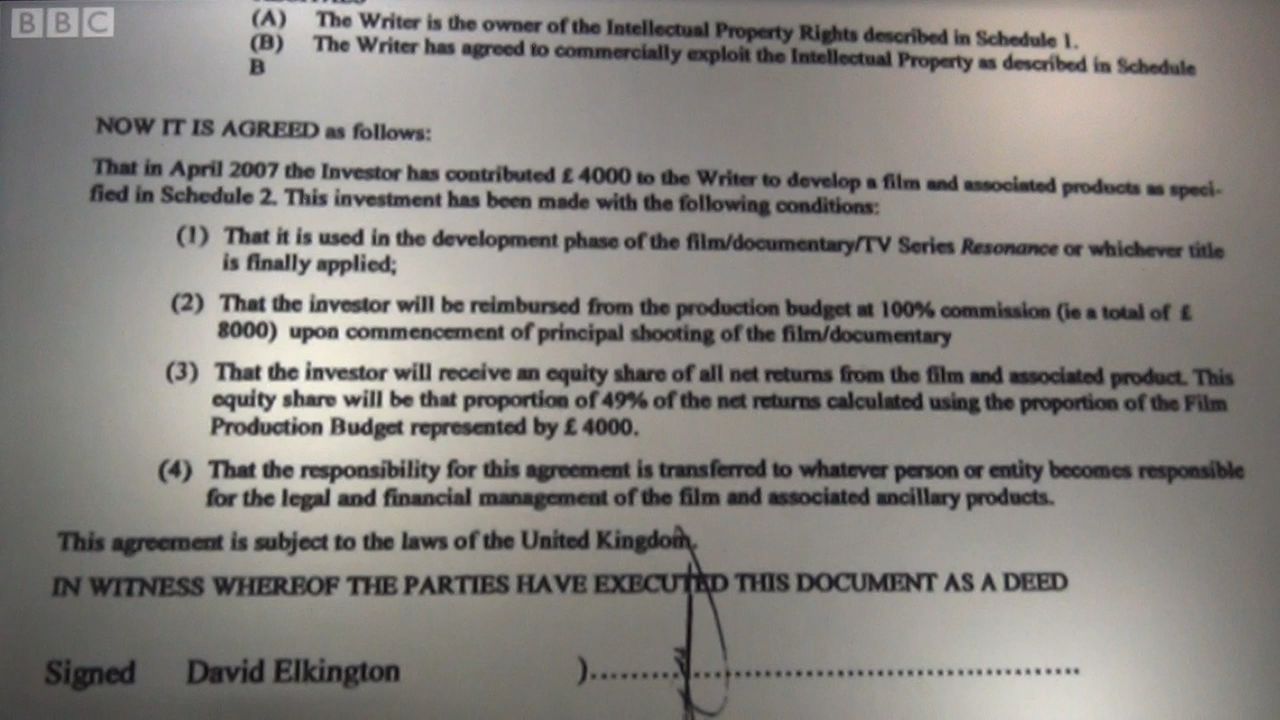 BBC
(A) The Writer is the owner of the Intellectual Property Rights described in Schedule 1.
(B) The Writer has agreed to commercially exploit the Intellectual Property as described in Schedule
B
NOW IT IS AGREED as follows:
That in April 2007 the Investor has contributed £ 4000 to the Writer to develop a film and associated products as speci-
fied in Schedule 2. This investment has been made with the following conditions:
(1) That it is used in the development phase of the film/documentary/TV Series Resonance or whichever title
is finally applied;
(2) That the investor will be reimbursed from the production budget at 100% commission (ie a total of £
8000) upon commencement of principal shooting of the film/documentary
(3) That the investor will receive an equity share of all net returns from the film and associated product. This
equity share will be that proportion of 49% of the net returns calculated using the proportion of the Film
Production Budget represented by £ 4000.
(4) That the responsibility for this agreement is transferred to whatever person or entity becomes responsible
for the legal and financial management of the film and associated ancillary products.
This agreement is subject to the laws of the United Kingdom.
IN WITNESS WHEREOF THE PARTIES HAVE EXECUTED THIS DOCUMENT AS A DEED
Signed David Elkington )..............................................